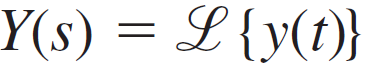 Y(s) = ℒ{y(t)}